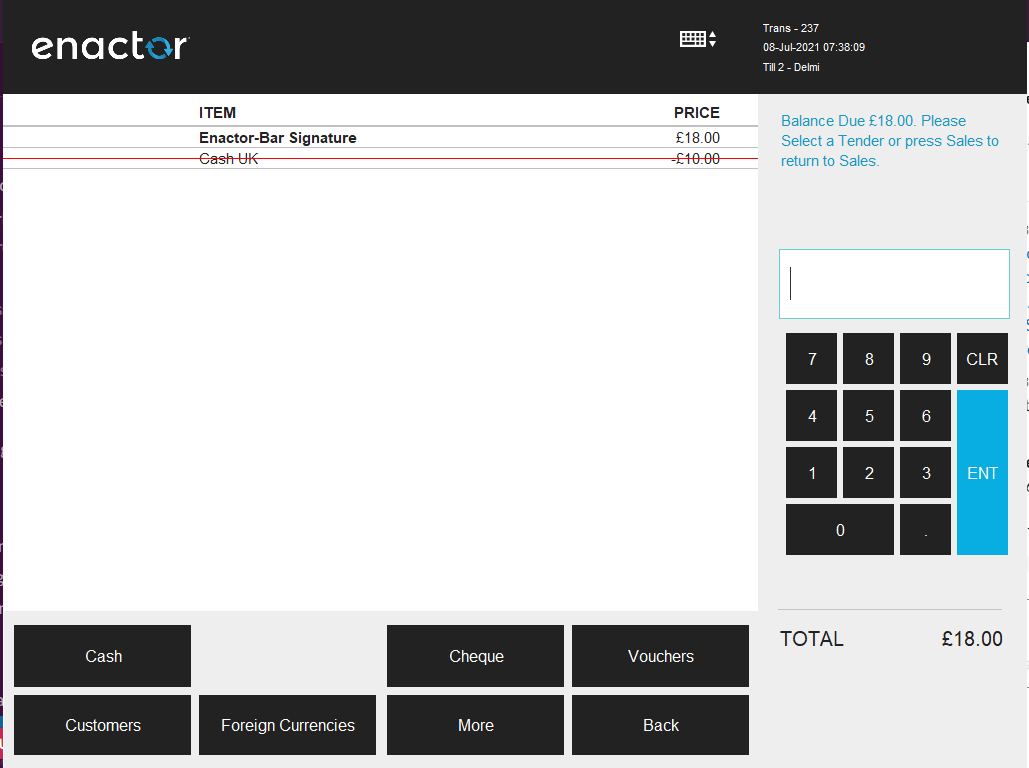 enactor
Trans - 237
08-Jul-2021 07:38:09
Till 2 - Delmi
ITEM PRICE
Enactor-Bar Signature £18.00
Cash UK -£10.00
Balance Due £18.00. Please
Select a Tender or press Sales to
return to Sales.
7 8 9 CLR
4 5 6
1 2 3 ENT
0 .
TOTAL £18.00
Cash Cheque Vouchers
Customers Foreign Currencies More Back